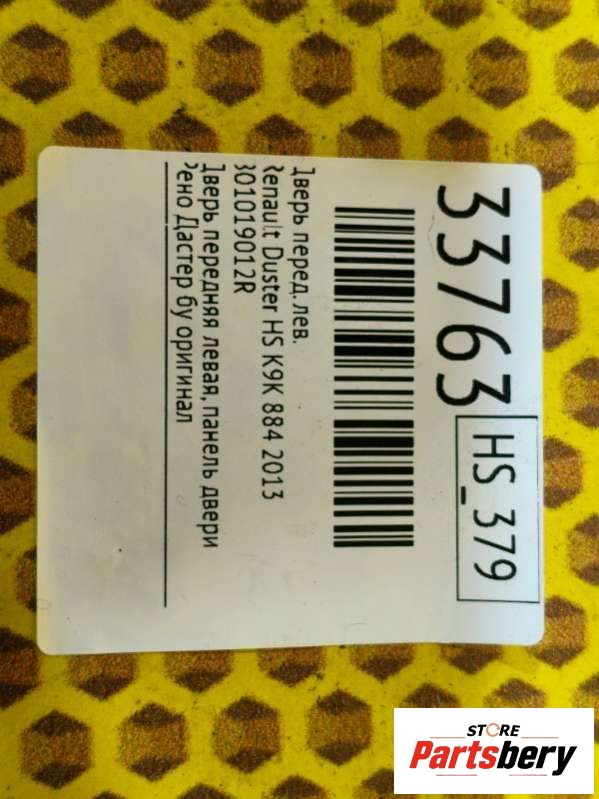 33763
HS_379
Дверь перед.лев.
Renault Duster HS K9K 884 2013
801019012R
Дверь передняя левая, панель двери
Рено Дастер бу оригинал
STORE
Partsbery